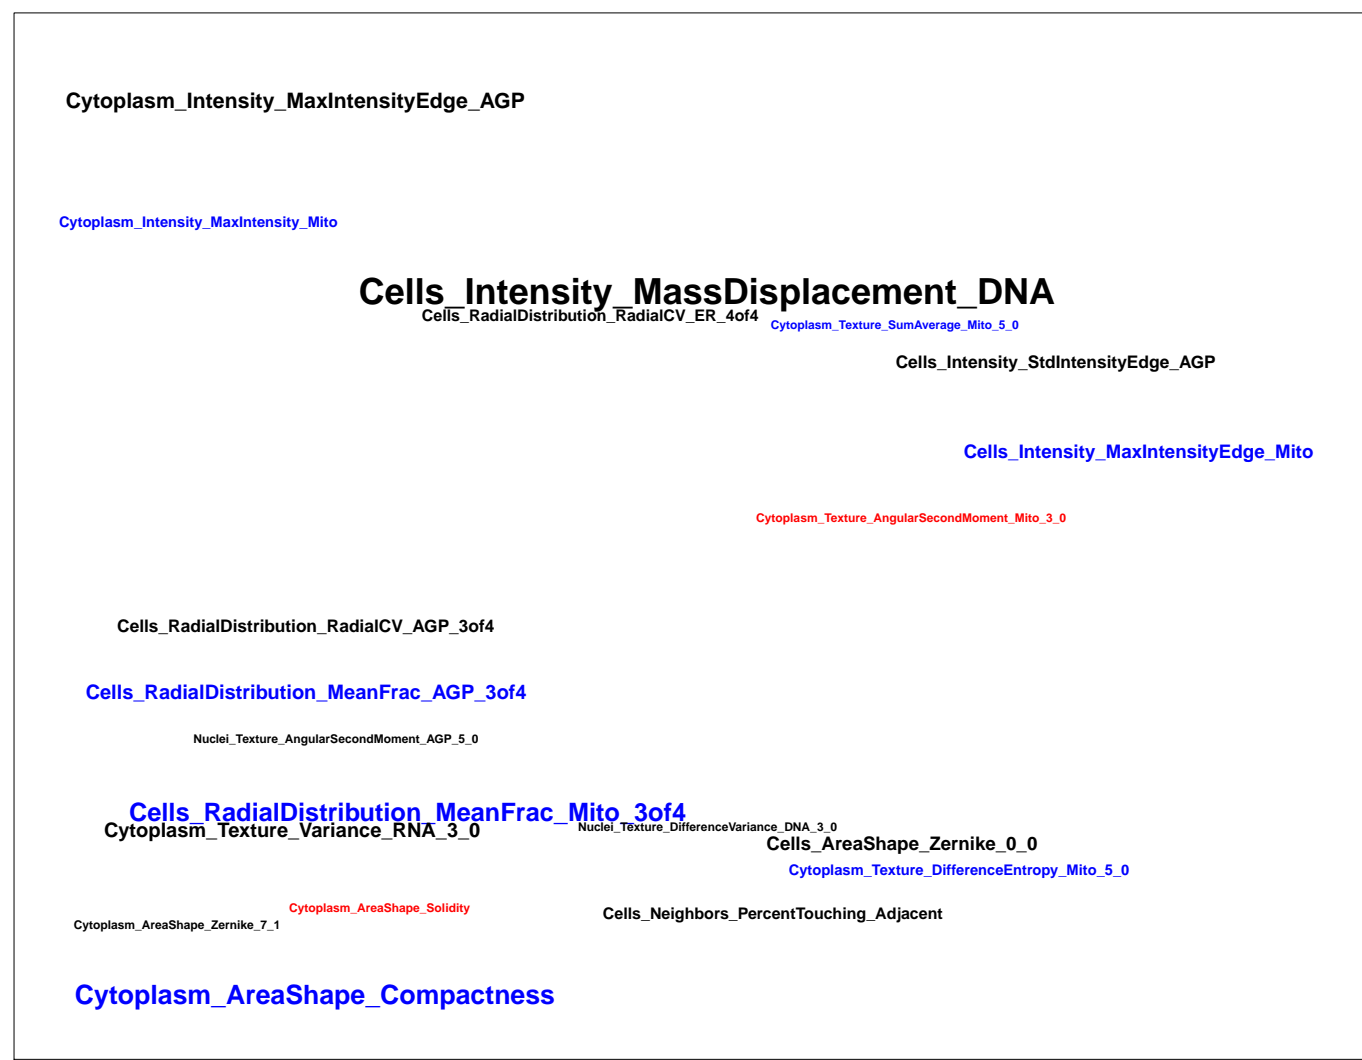 Cytoplasm_Intensity_MaxIntensityEdge_AGP
Cytoplasm_Intensity_MaxIntensity_Mito
Cells_Intensity_MassDisplacement_DNA
Cells_RadialDistribution_RadialCV_ER_4of4
Cytoplasm_Texture_SumAverage_Mito_5_0
Cells_Intensity_StdIntensityEdge_AGP
Cells_Intensity_MaxIntensityEdge_Mito
Cytoplasm_Texture_AngularSecondMoment_Mito_3_0
Cells_RadialDistribution_RadialCV_AGP_3of4
Cells_RadialDistribution_MeanFrac_AGP_3of4
Nuclei_Texture_AngularSecondMoment_AGP_5_0
Cells_RadialDistribution_MeanFrac_Mito_3of4
Cytoplasm_Texture_Variance_RNA_3_0
Nuclei_Texture_DifferenceVariance_DNA_3_0
Cells_AreaShape_Zernike_0_0
Cytoplasm_Texture_DifferenceEntropy_Mito_5_0
Cytoplasm_AreaShape_Solidity
Cells_Neighbors_PercentTouching_Adjacent
Cytoplasm_AreaShape_Zernike_7_1
Cytoplasm_AreaShape_Compactness